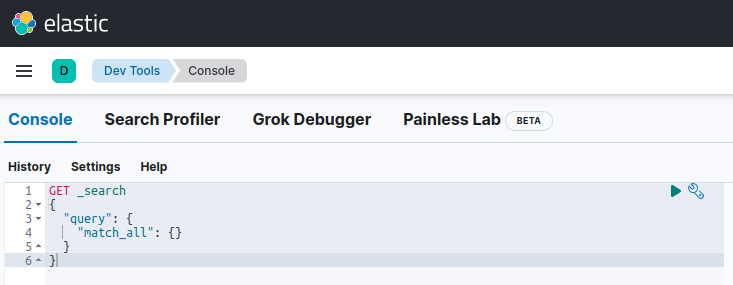 elastic
D Dev Tools Console
Console Search Profiler Grok Debugger Painless Lab BETA
History Settings Help
1 GET _search
2 {
3 "query": {
4 "match_all": {}
5 }
6 }